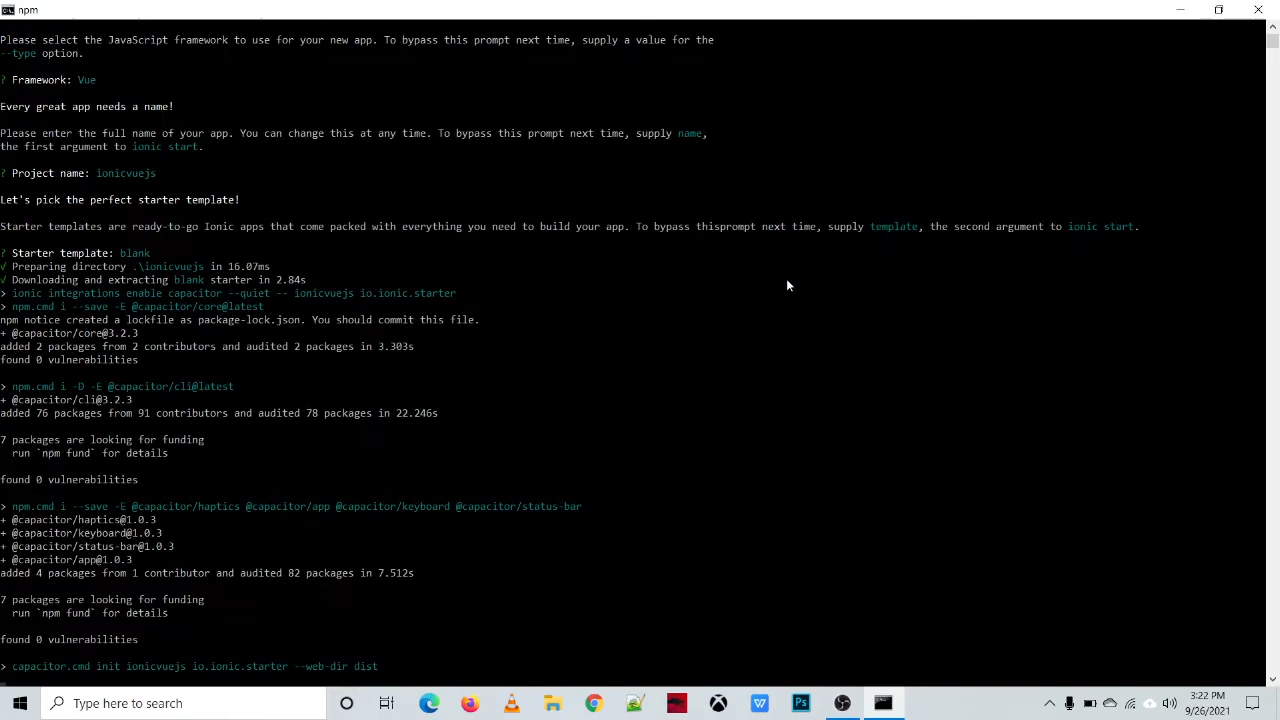 npm
Please select the JavaScript framework to use for your new app. To bypass this prompt next time, supply a value for the
--type option.
? Framework: Vue
Every great app needs a name!
Please enter the full name of your app. You can change this at any time. To bypass this prompt next time, supply name,
the first argument to ionic start.
? Project name: ionicvuejs
Let's pick the perfect starter template!
Starter templates are ready-to-go Ionic apps that come packed with everything you need to build your app. To bypass thisprompt next time, supply template, the second argument to ionic start.
? Starter template: blank
√ Preparing directory .\ionicvuejs in 16.07ms
√ Downloading and extracting blank starter in 2.84s
> ionic integrations enable capacitor --quiet -- ionicvuejs io.ionic.starter
> npm.cmd i --save -E @capacitor/core@latest
npm notice created a lockfile as package-lock.json. You should commit this file.
+ @capacitor/core@3.2.3
added 2 packages from 2 contributors and audited 2 packages in 3.303s
found 0 vulnerabilities
> npm.cmd i -D -E @capacitor/cli@latest
+ @capacitor/cli@3.2.3
added 76 packages from 91 contributors and audited 78 packages in 22.246s
7 packages are looking for funding
run `npm fund` for details
found 0 vulnerabilities
> npm.cmd i --save -E @capacitor/haptics @capacitor/app @capacitor/keyboard @capacitor/status-bar
+ @capacitor/haptics@1.0.3
+ @capacitor/keyboard@1.0.3
+ @capacitor/status-bar@1.0.3
+ @capacitor/app@1.0.3
added 4 packages from 1 contributor and audited 82 packages in 7.512s
7 packages are looking for funding
run `npm fund` for details
found 0 vulnerabilities
> capacitor.cmd init ionicvuejs io.ionic.starter --web-dir dist
Type here to search
Ps
3:22 PM
9/26/2021